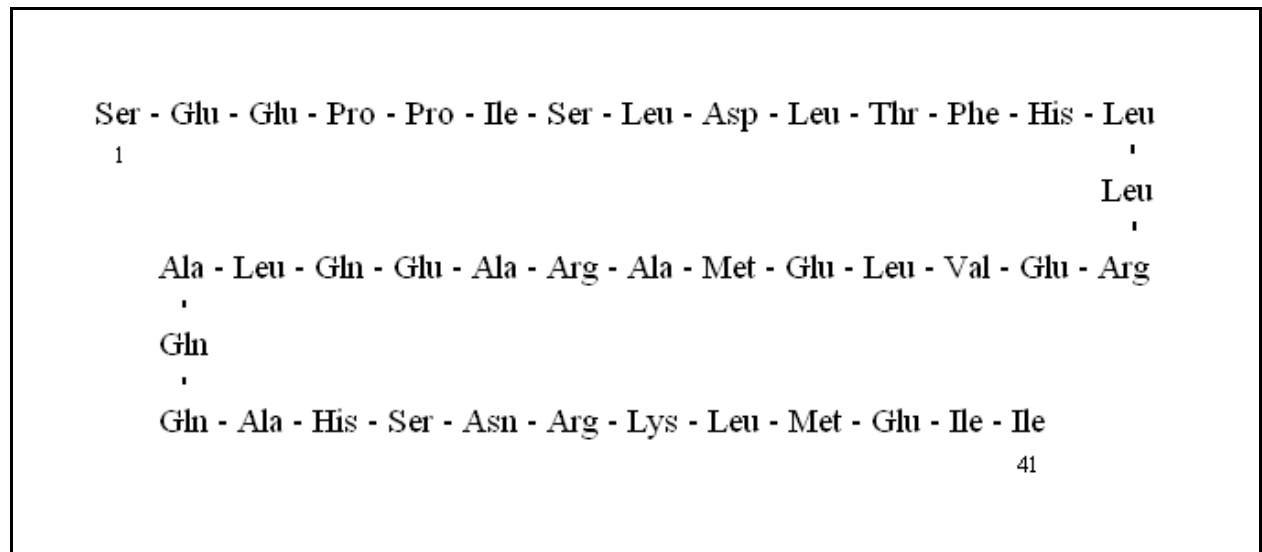 Ser - Glu - Glu - Pro - Pro - Ile - Ser - Leu - Asp - Leu - Thr - Phe - His - Leu
1
Leu
Ala - Leu - Gln - Glu - Ala - Arg - Ala - Met - Glu - Leu - Val - Glu - Arg
Gln
Gln - Ala - His - Ser - Asn - Arg - Lys - Leu - Met - Glu - Ile - Ile
41